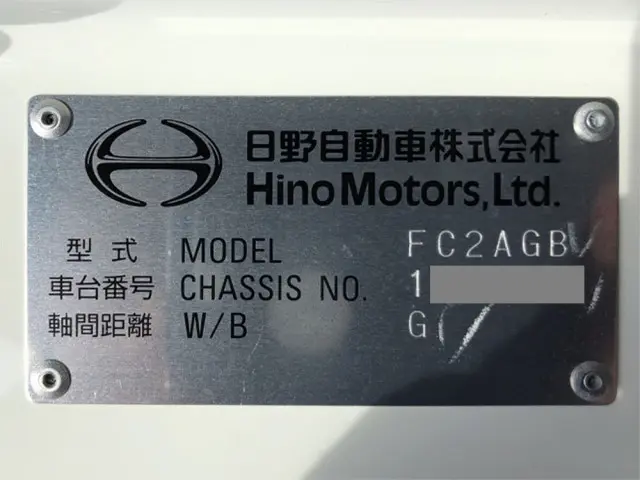 日野自動車株式会社
Hino Motors, Ltd.
型式 MODEL FC2AGB
車台番号 CHASSIS NO. 1
軸間距離 W/B G